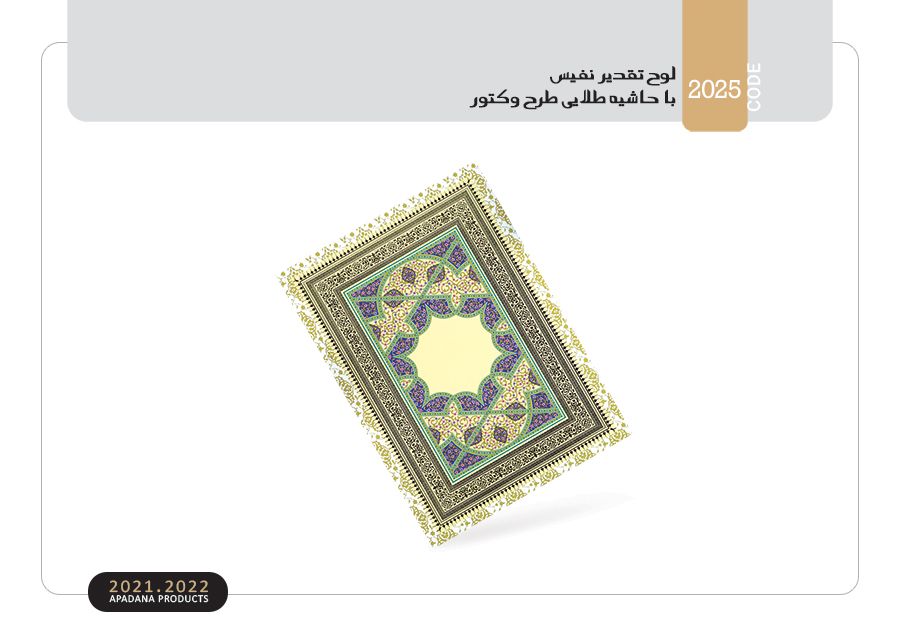 لوح تقدیر نفیس
با حاشیه طلایی طرح وکتور
2025
CODE
2021.2022
APADANA PRODUCTS